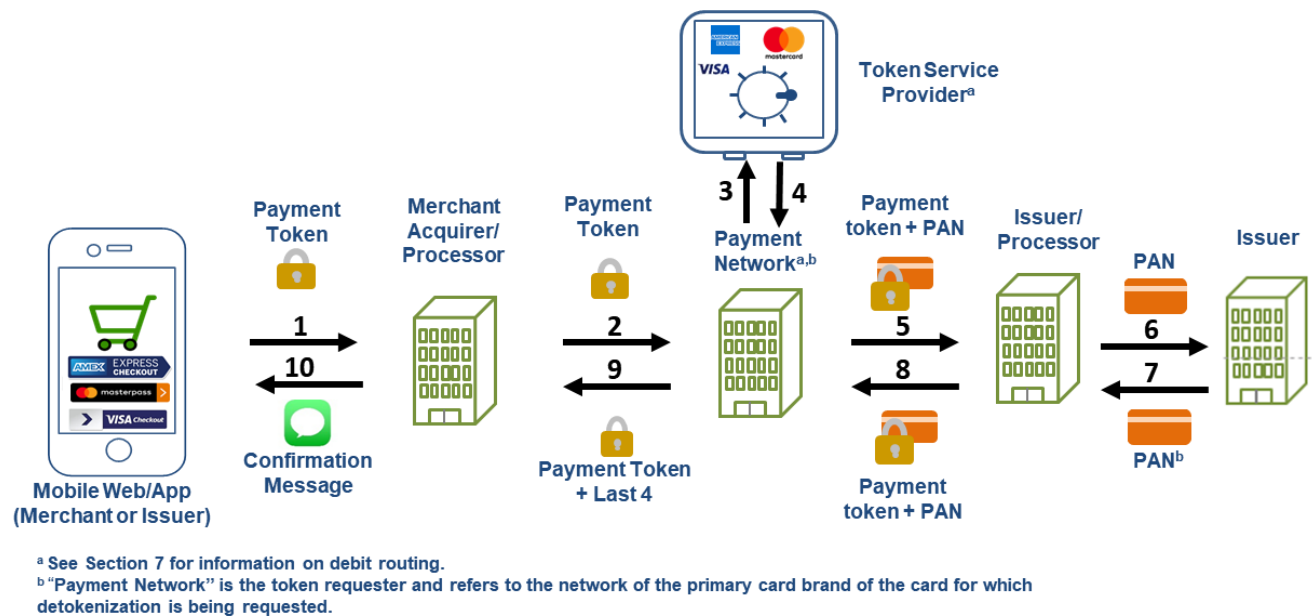 AMERICAN
EXPRESS
mastercard
VISA
Token Service
Providerᵃ
3
4
Payment
Token
Merchant
Acquirer/
Processor
Payment
Token
Payment
Networkᵃ,ᵇ
Payment
token + PAN
Issuer/
Processor
PAN
Issuer
1
2
5
6
10
9
8
7
AMEX
EXPRESS
CHECKOUT
masterpass
VISA Checkout
Confirmation
Message
Payment Token
+ Last 4
Payment
token + PAN
PANᵇ
Mobile Web/App
(Merchant or Issuer)
ᵃ See Section 7 for information on debit routing.
ᵇ “Payment Network” is the token requester and refers to the network of the primary card brand of the card for which
detokenization is being requested.